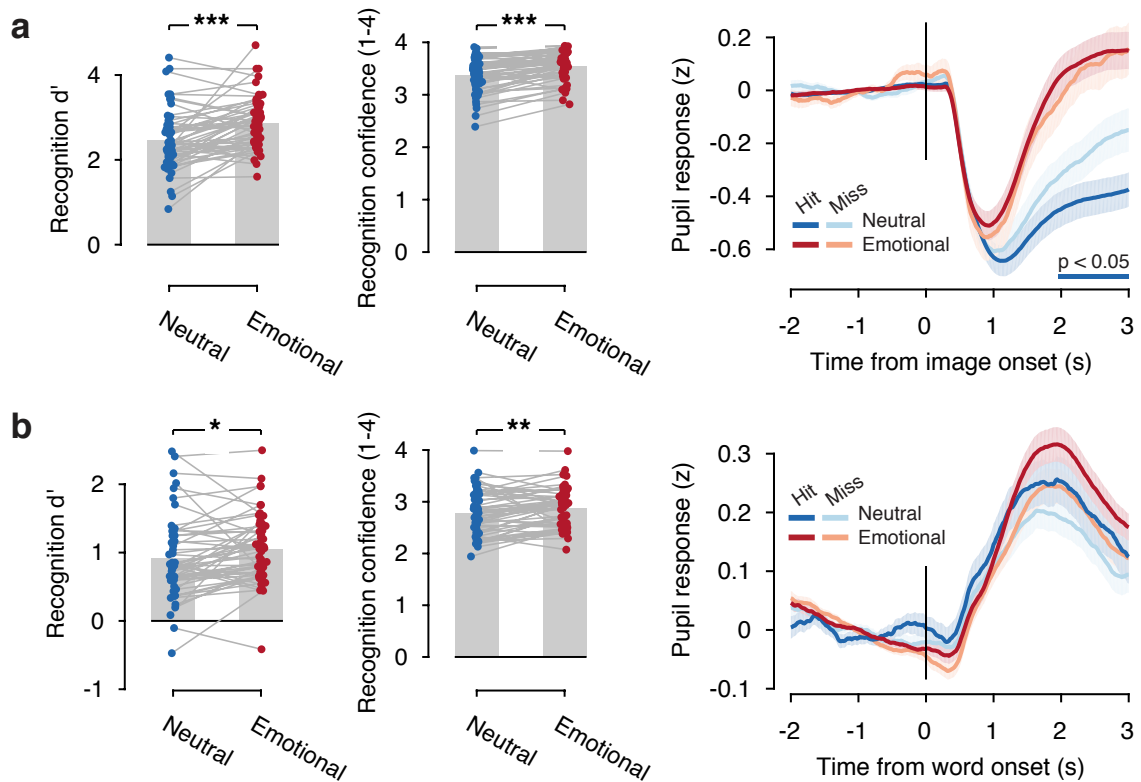 a
***
Recognition d'
4
2
0
Neutral
Emotional
***
Recognition confidence (1-4)
4
3
2
1
0
Neutral
Emotional
Pupil response (z)
0.2
0
-0.2
-0.4
-0.6
Hit
Miss
Neutral
Emotional
p < 0.05
-2
-1
0
1
2
3
Time from image onset (s)
b
*
Recognition d'
2
1
0
-1
Neutral
Emotional
**
Recognition confidence (1-4)
4
3
2
1
0
Neutral
Emotional
Pupil response (z)
0.3
0.2
0.1
0
-0.1
Hit
Miss
Neutral
Emotional
-2
-1
0
1
2
3
Time from word onset (s)